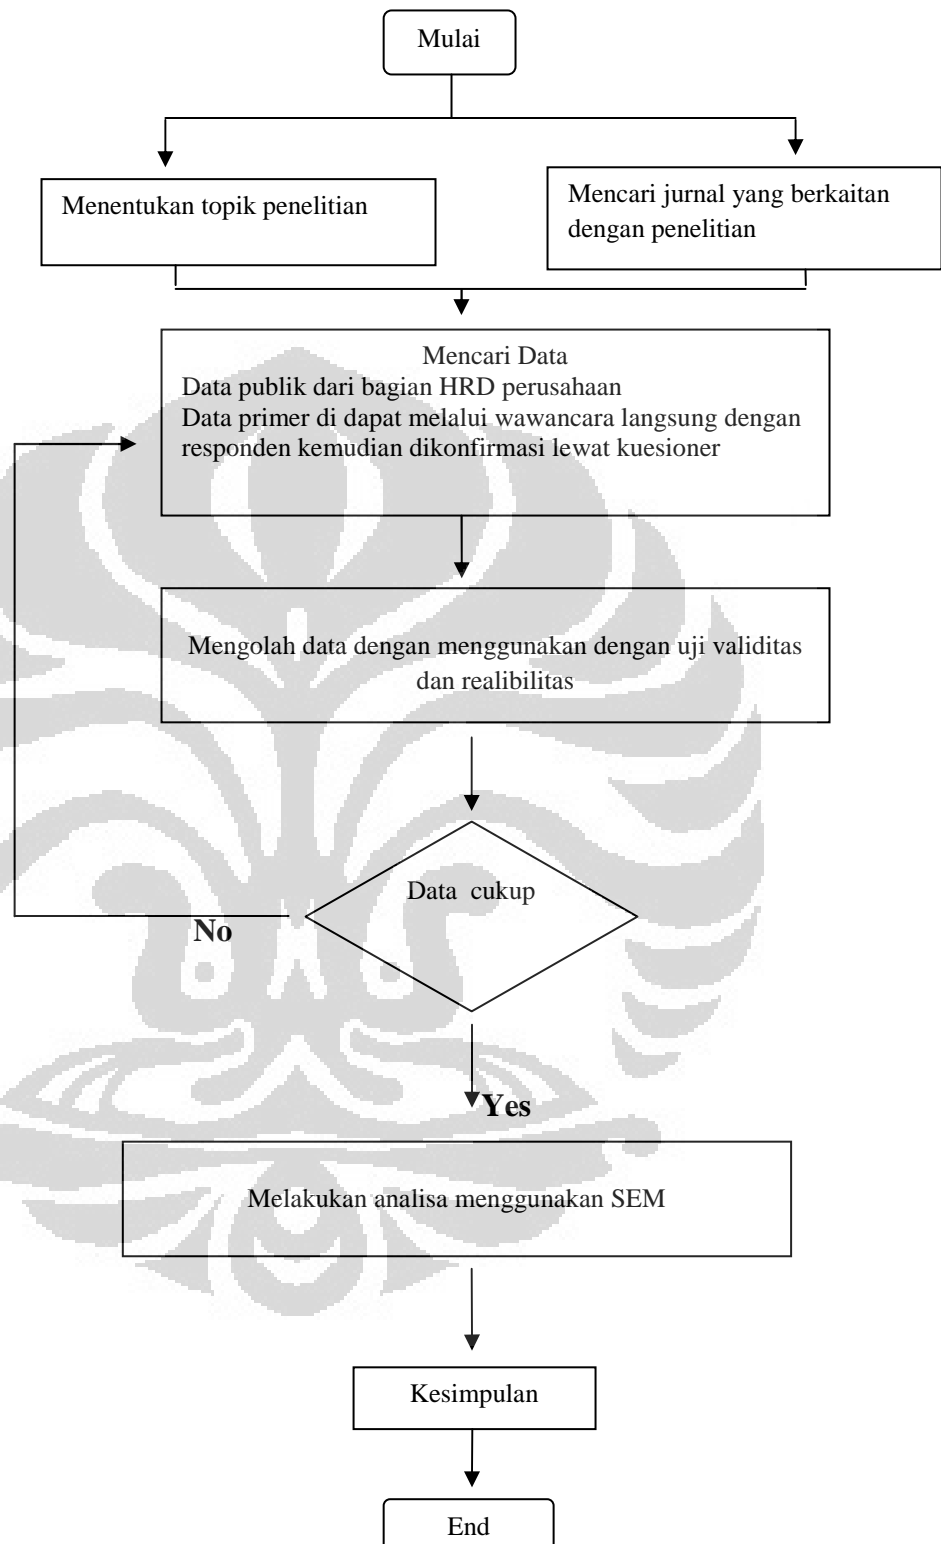 Mulai
Menentukan topik penelitian
Mencari jurnal yang berkaitan
dengan penelitian
Mencari Data
Data publik dari bagian HRD perusahaan
Data primer di dapat melalui wawancara langsung dengan
responden kemudian dikonfirmasi lewat kuesioner
Mengolah data dengan menggunakan dengan uji validitas
dan realibilitas
Data cukup
No
Yes
Melakukan analisa menggunakan SEM
Kesimpulan
End